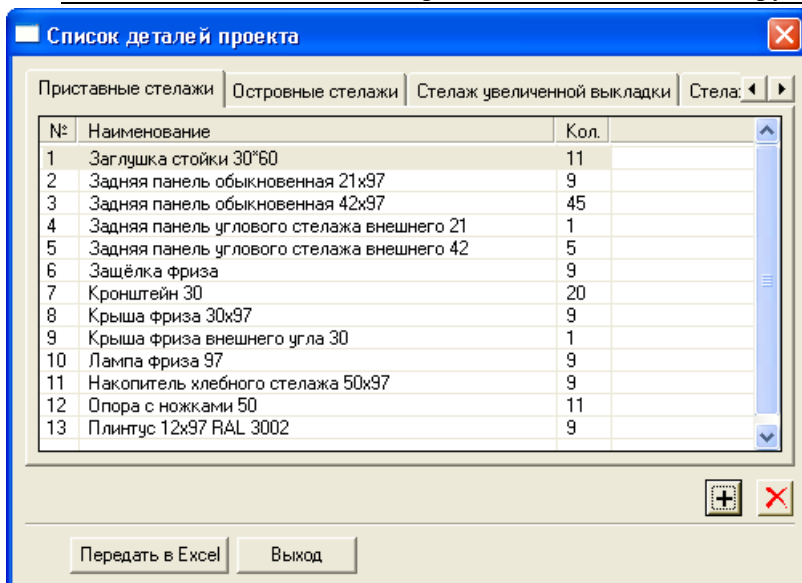 Список деталей проекта
Приставные стелажи Островные стелажи Стелаж увеличенной выкладки Стела
№ Наименование Кол.
1 Заглушка стойки 30*60 11
2 Задняя панель обыкновенная 21x97 9
3 Задняя панель обыкновенная 42x97 45
4 Задняя панель углового стелажа внешнего 21 1
5 Задняя панель углового стелажа внешнего 42 5
6 Защёлка фриза 9
7 Кронштейн 30 20
8 Крыша фриза 30x97 9
9 Крыша фриза внешнего угла 30 1
10 Лампа фриза 97 9
11 Накопитель хлебного стелажа 50x97 9
12 Опора с ножками 50 11
13 Плинтус 12x97 RAL 3002 9
Передать в Excel Выход